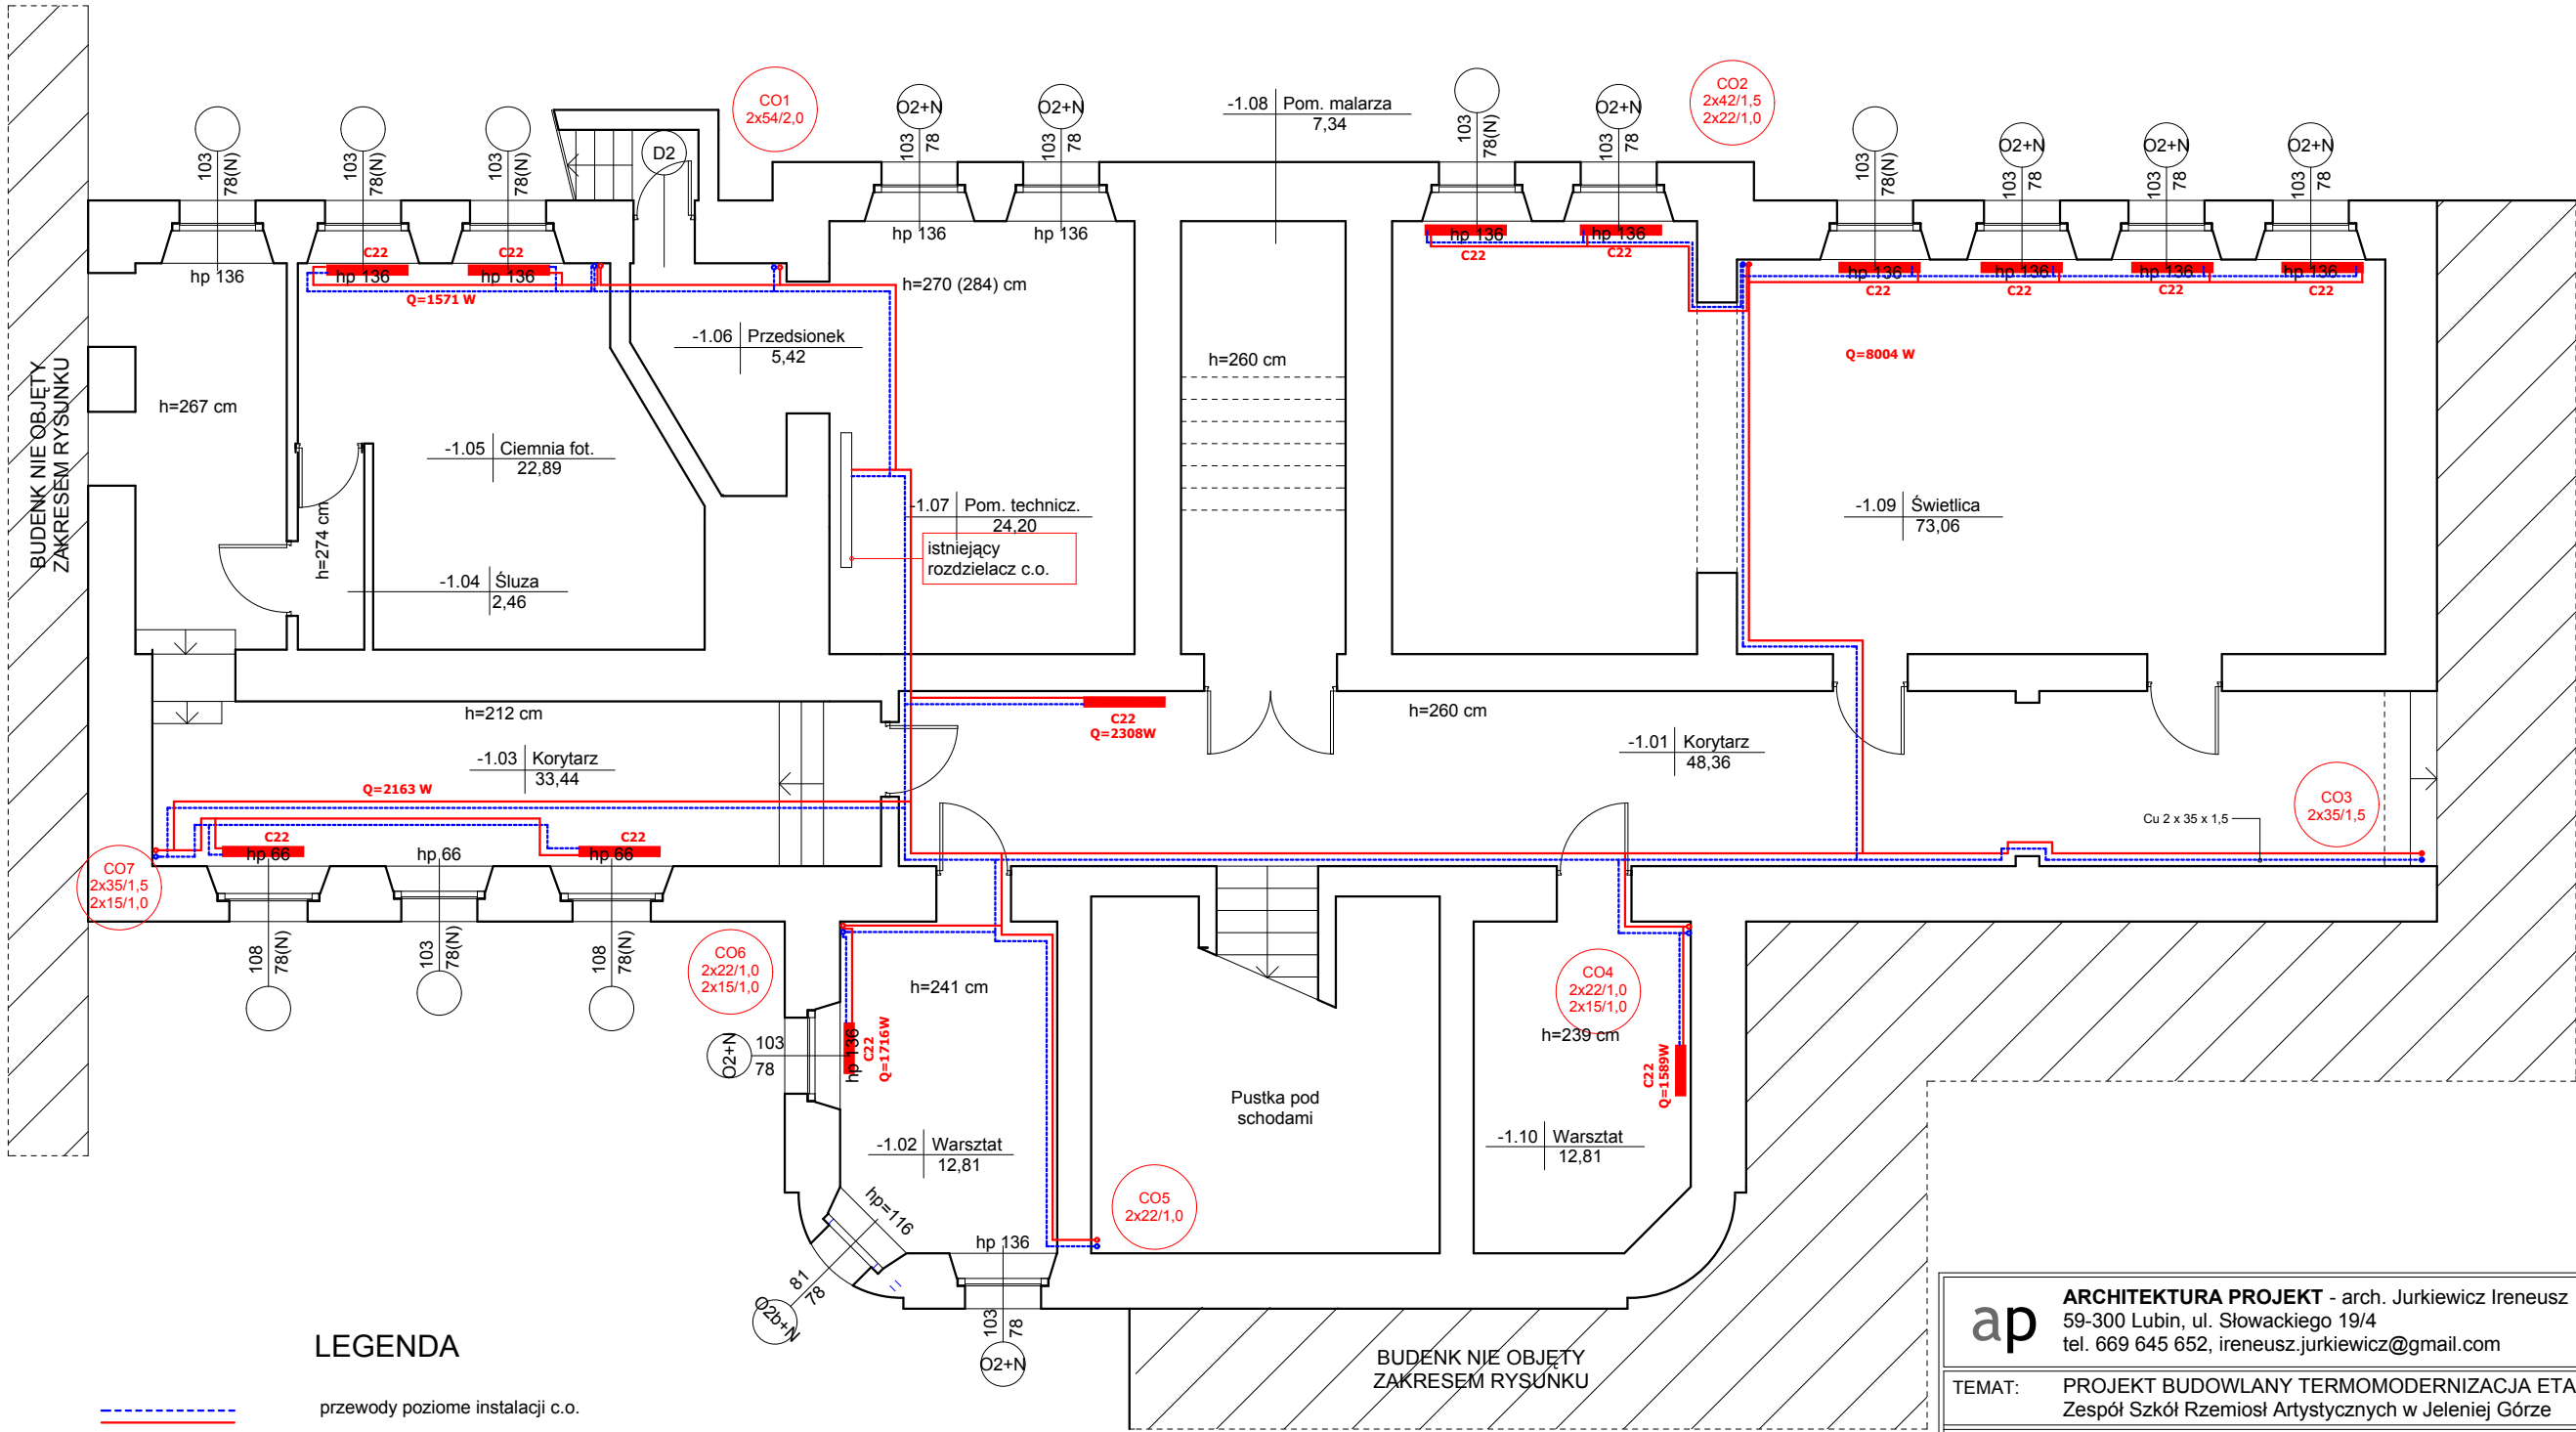 CO1
2x54/2,0
CO2
2x42/1,5
2x22/1,0
O2+N
O2+N
O2+N
O2+N
O2+N
O2+N
D2
-1.08 Pom. malarza
7,34
103
78(N)
103
78(N)
103
78(N)
103
78
103
78
103
78(N)
103
78
103
78(N)
103
78
103
78
103
78
hp 136
hp 136
hp 136
hp 136
hp 136
hp 136
hp 136
hp 136
hp 136
hp 136
hp 136
C22
C22
C22
C22
C22
C22
C22
C22
Q=1571 W
h=270 (284) cm
-1.06 Przedsionek
5,42
h=260 cm
Q=8004 W
BUDENK NIE OBJĘTY
ZAKRESEM RYSUNKU
h=267 cm
-1.05 Ciemnia fot.
22,89
h=274 cm
-1.04 Śluza
2,46
-1.07 Pom. technicz.
24,20
istniejący
rozdzielacz c.o.
-1.09 Świetlica
73,06
h=212 cm
C22
Q=2308W
h=260 cm
-1.03 Korytarz
33,44
-1.01 Korytarz
48,36
Q=2163 W
CO3
2x35/1,5
Cu 2 x 35 x 1,5
C22
C22
hp 66
hp 66
hp 66
CO7
2x35/1,5
2x15/1,0
108
78(N)
103
78(N)
108
78(N)
CO6
2x22/1,0
2x15/1,0
h=241 cm
CO4
2x22/1,0
2x15/1,0
h=239 cm
O2+N
103
78
hp 136
C22
Q=1716W
C22
Q=1589W
Pustka pod
schodami
-1.02 Warsztat
12,81
-1.10 Warsztat
12,81
CO5
2x22/1,0
hp=116
hp 136
81
78
O2b+N
103
78
O2+N
BUDENK NIE OBJĘTY
ZAKRESEM RYSUNKU
LEGENDA
przewody poziome instalacji c.o.
ap
ARCHITEKTURA PROJEKT - arch. Jurkiewicz Ireneusz
59-300 Lubin, ul. Słowackiego 19/4
tel. 669 645 652, ireneusz.jurkiewicz@gmail.com
TEMAT: PROJEKT BUDOWLANY TERMOMODERNIZACJA ETA
Zespół Szkół Rzemiosł Artystycznych w Jeleniej Górze